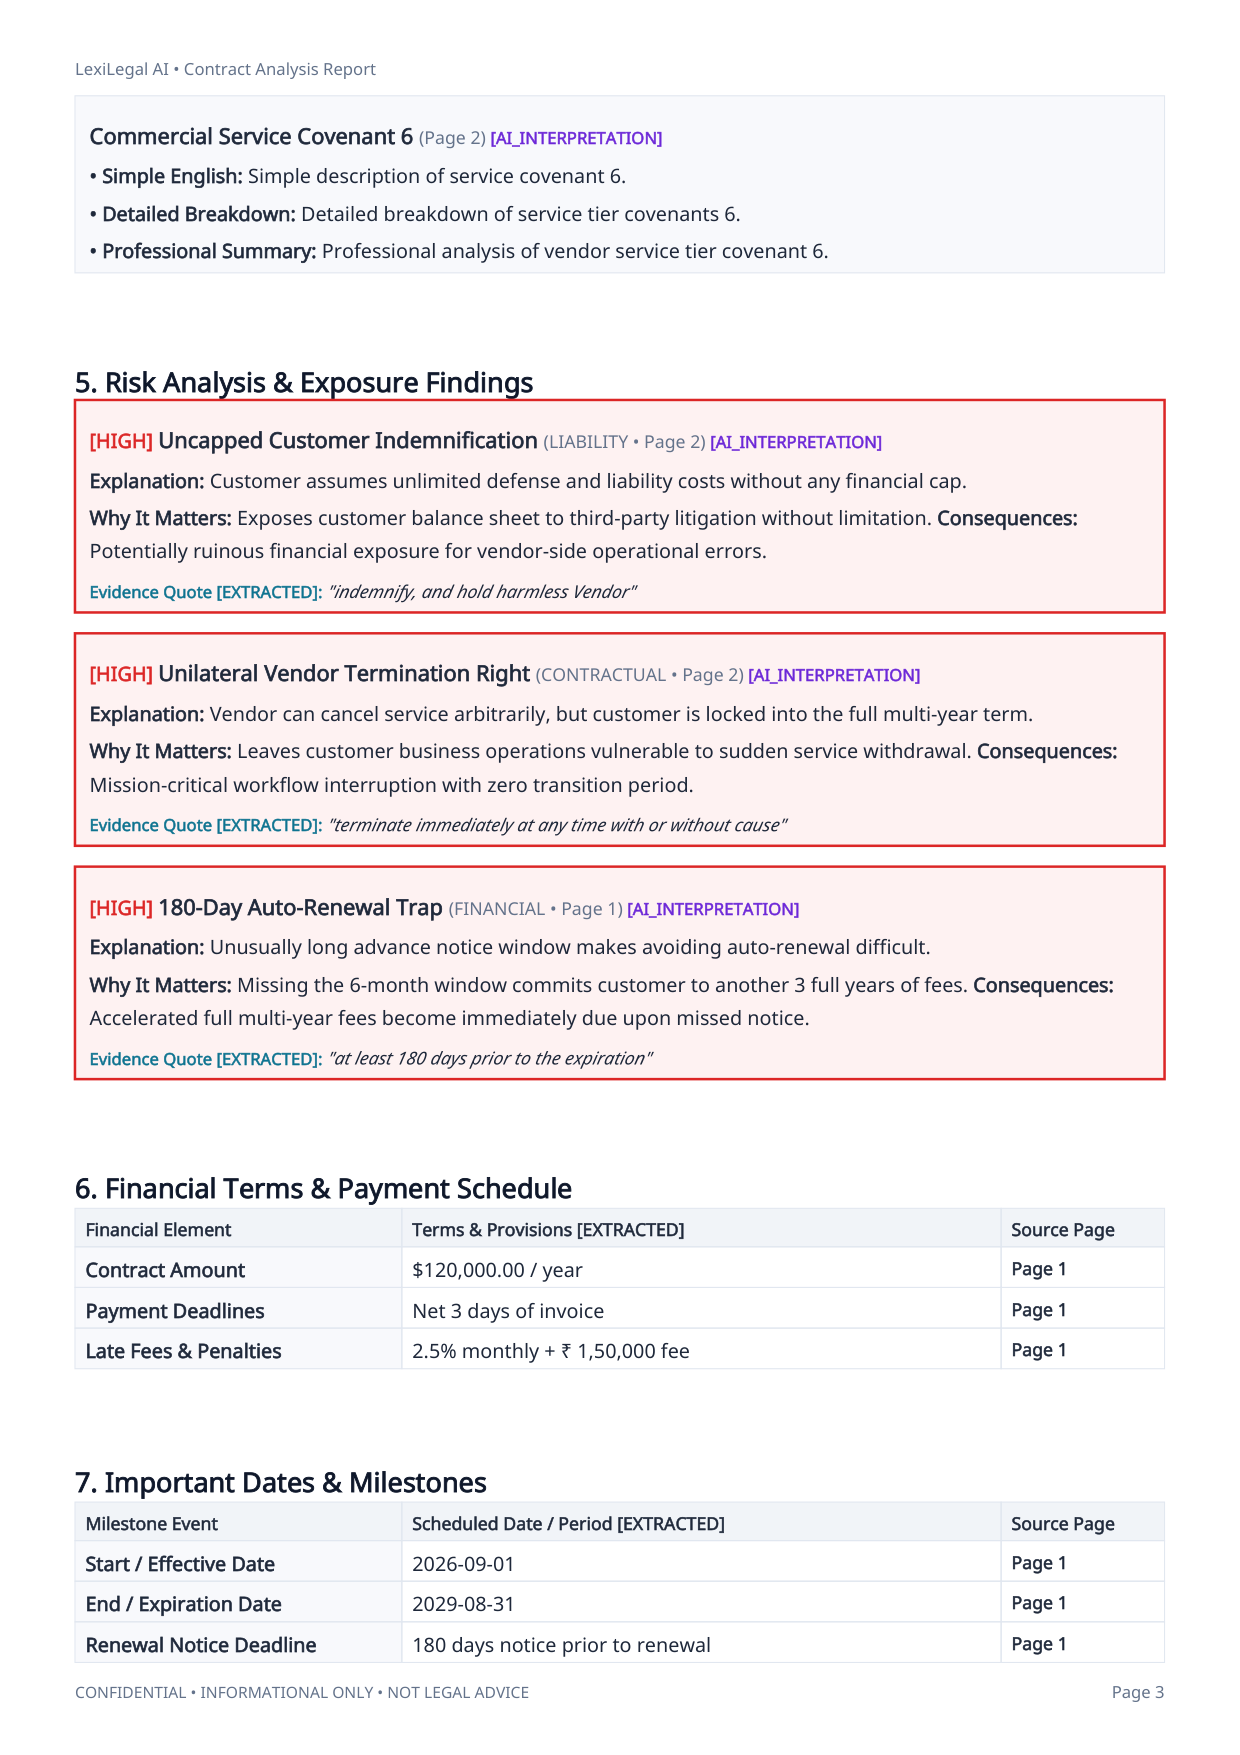 LexiLegal AI • Contract Analysis Report
Commercial Service Covenant 6 (Page 2) [AI_INTERPRETATION]
• Simple English: Simple description of service covenant 6.
• Detailed Breakdown: Detailed breakdown of service tier covenants 6.
• Professional Summary: Professional analysis of vendor service tier covenant 6.
5. Risk Analysis & Exposure Findings
[HIGH] Uncapped Customer Indemnification (LIABILITY • Page 2) [AI_INTERPRETATION]
Explanation: Customer assumes unlimited defense and liability costs without any financial cap.
Why It Matters: Exposes customer balance sheet to third-party litigation without limitation. Consequences:
Potentially ruinous financial exposure for vendor-side operational errors.
Evidence Quote [EXTRACTED]: "indemnify, and hold harmless Vendor"
[HIGH] Unilateral Vendor Termination Right (CONTRACTUAL • Page 2) [AI_INTERPRETATION]
Explanation: Vendor can cancel service arbitrarily, but customer is locked into the full multi-year term.
Why It Matters: Leaves customer business operations vulnerable to sudden service withdrawal. Consequences:
Mission-critical workflow interruption with zero transition period.
Evidence Quote [EXTRACTED]: "terminate immediately at any time with or without cause"
[HIGH] 180-Day Auto-Renewal Trap (FINANCIAL • Page 1) [AI_INTERPRETATION]
Explanation: Unusually long advance notice window makes avoiding auto-renewal difficult.
Why It Matters: Missing the 6-month window commits customer to another 3 full years of fees. Consequences:
Accelerated full multi-year fees become immediately due upon missed notice.
Evidence Quote [EXTRACTED]: "at least 180 days prior to the expiration"
6. Financial Terms & Payment Schedule
Financial Element Terms & Provisions [EXTRACTED] Source Page
Contract Amount $120,000.00 / year Page 1
Payment Deadlines Net 3 days of invoice Page 1
Late Fees & Penalties 2.5% monthly + ₹ 1,50,000 fee Page 1
7. Important Dates & Milestones
Milestone Event Scheduled Date / Period [EXTRACTED] Source Page
Start / Effective Date 2026-09-01 Page 1
End / Expiration Date 2029-08-31 Page 1
Renewal Notice Deadline 180 days notice prior to renewal Page 1
CONFIDENTIAL • INFORMATIONAL ONLY • NOT LEGAL ADVICE Page 3